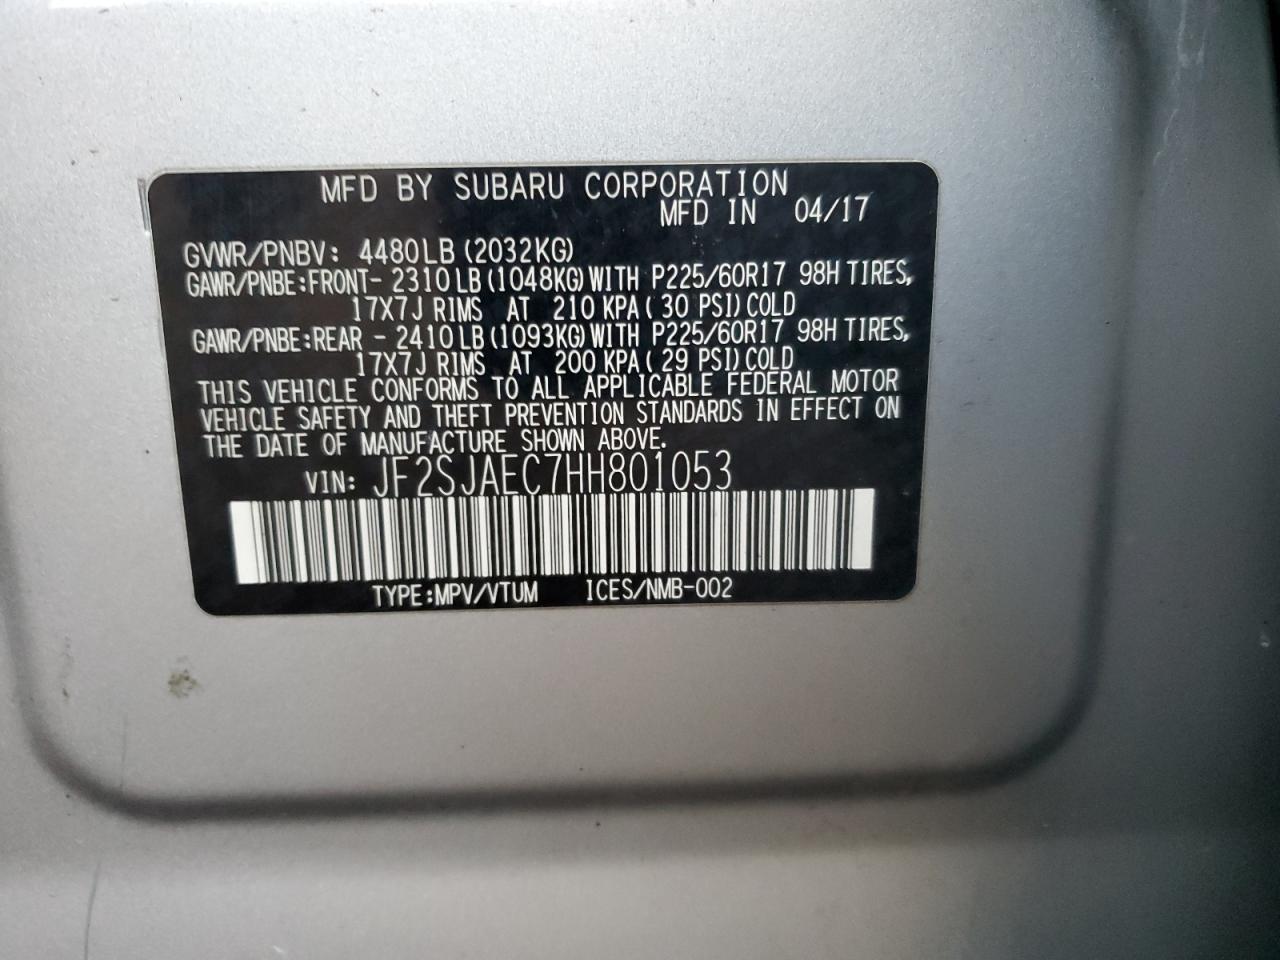 MFD BY SUBARU CORPORATION
MFD IN 04/17
GVWR/PNBV: 4480LB (2032KG)
GAWR/PNBE:FRONT- 2310 LB (1048KG) WITH P225/60R17 98H TIRES,
17X7J RIMS AT 210 KPA ( 30 PSI) COLD
GAWR/PNBE:REAR - 2410 LB (1093KG) WITH P225/60R17 98H TIRES,
17X7J RIMS AT 200 KPA ( 29 PSI) COLD
THIS VEHICLE CONFORMS TO ALL APPLICABLE FEDERAL MOTOR
VEHICLE SAFETY AND THEFT PREVENTION STANDARDS IN EFFECT ON
THE DATE OF MANUFACTURE SHOWN ABOVE.
VIN: JF2SJAEC7HH801053
TYPE:MPV/VTUM ICES/NMB-002